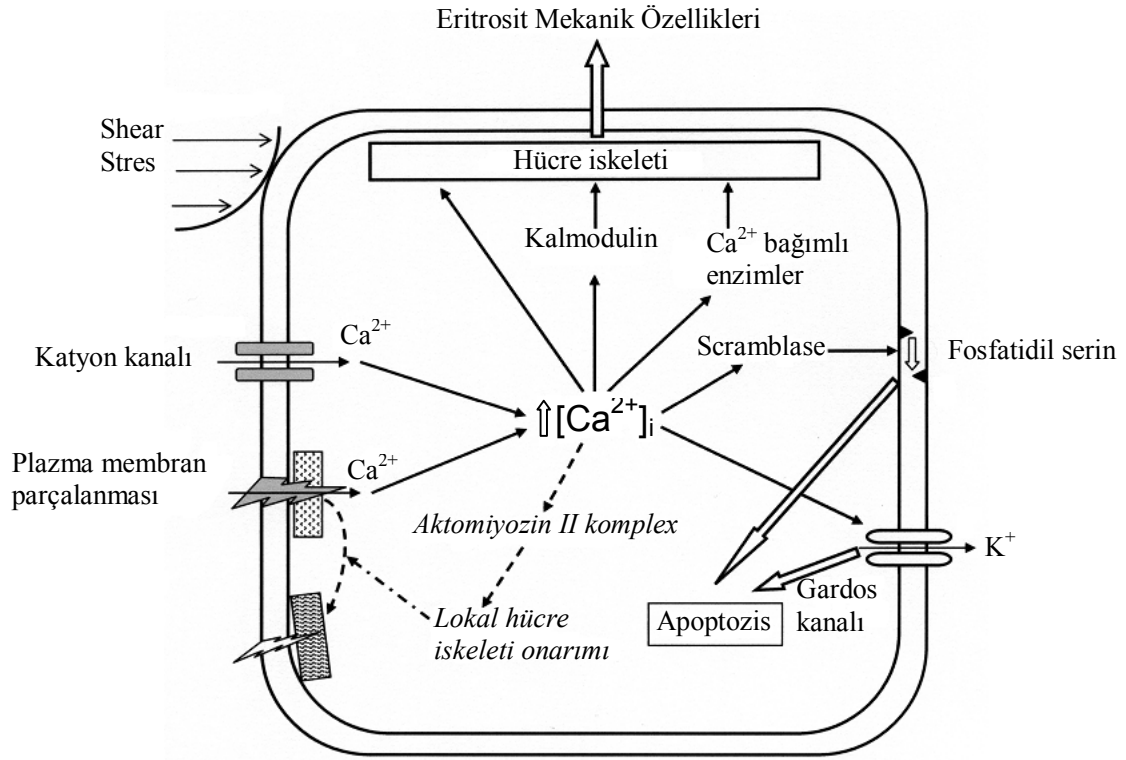 Eritrosit Mekanik Özellikleri
Shear
Stres
Hücre iskeleti
Kalmodulin
Ca²⁺ bağımlı
enzimler
Ca²⁺
Katyon kanalı
Scramblase
Fosfatidil serin
⇑[Ca²⁺]ᵢ
Plazma membran
parçalanması
Ca²⁺
Aktomiyozin II komplex
K⁺
Gardos
kanalı
Apoptozis
Lokal hücre
iskeleti onarımı